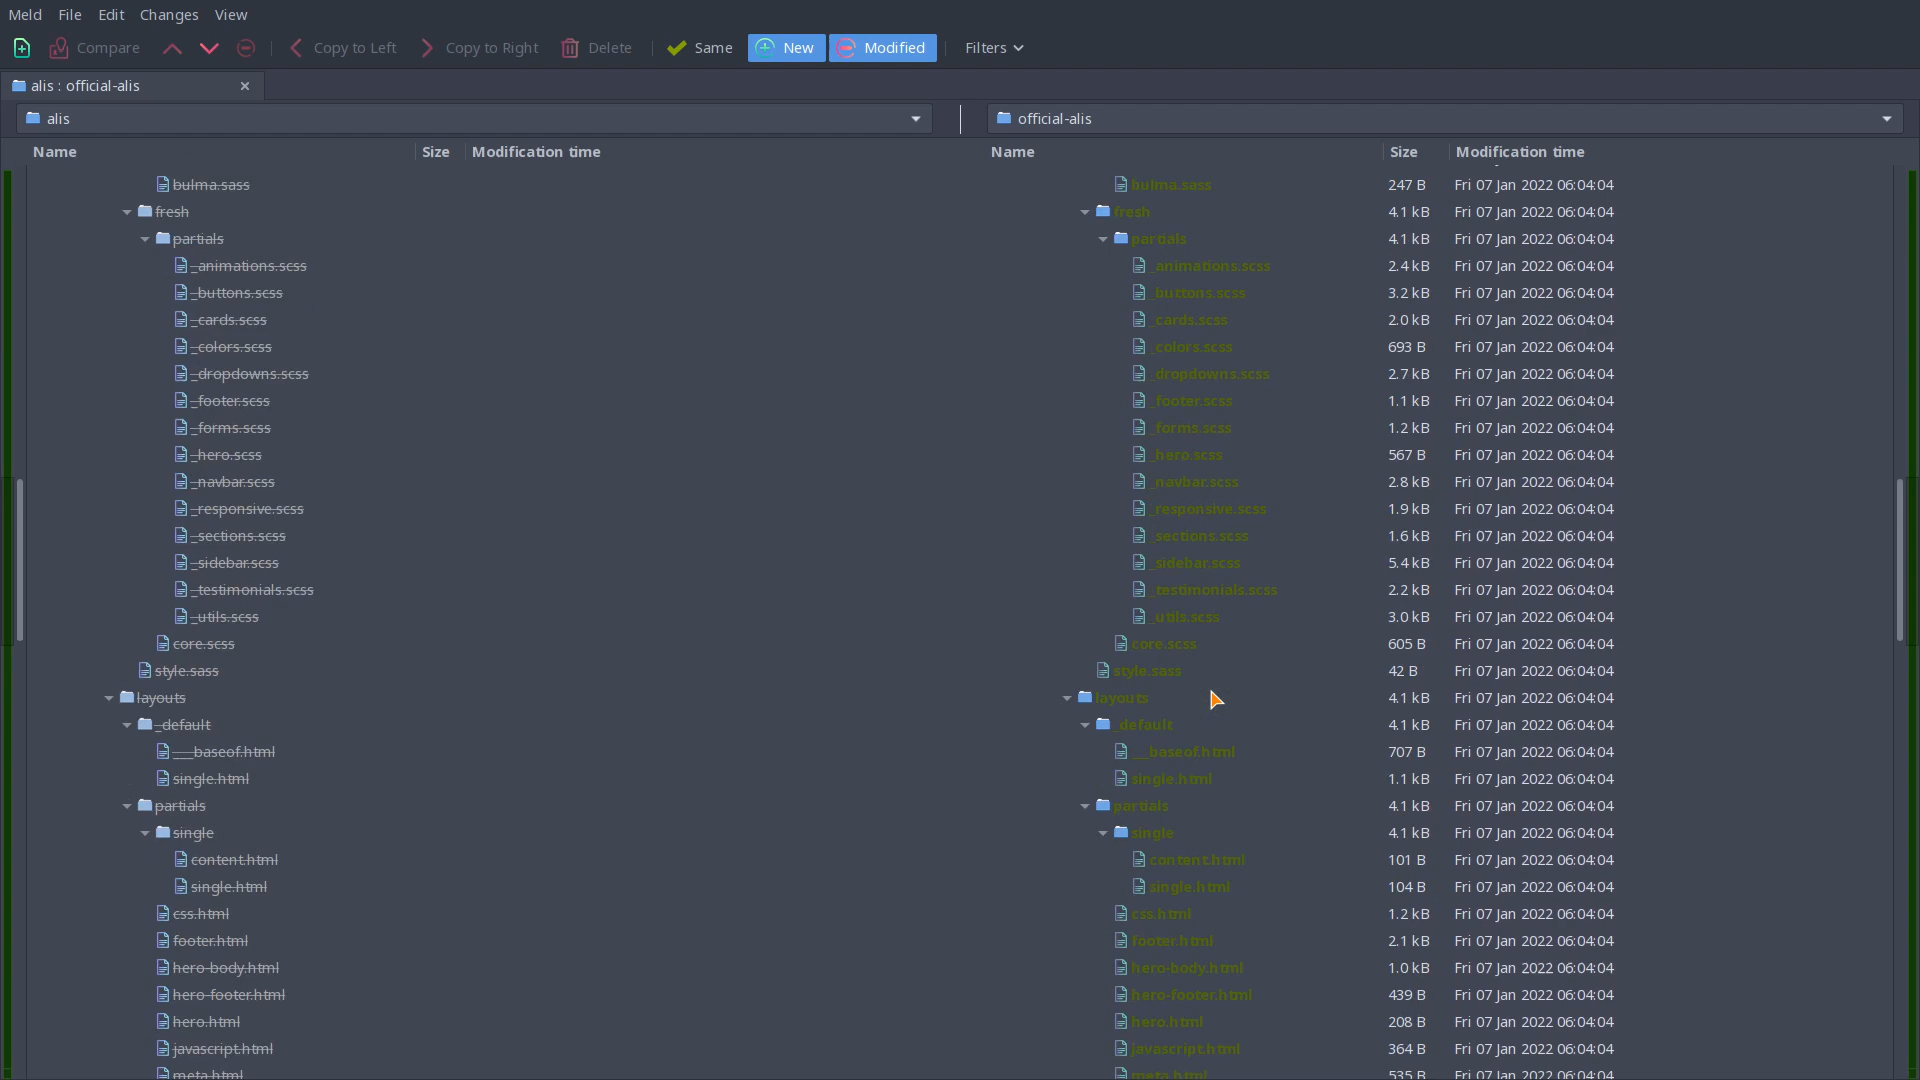 Meld File Edit Changes View
Compare Copy to Left Copy to Right Delete Same New Modified Filters
alis : official-alis
alis official-alis
Name Size Modification time Name Size Modification time
bulma.sass bulma.sass 247 B Fri 07 Jan 2022 06:04:04
fresh fresh 4.1 kB Fri 07 Jan 2022 06:04:04
partials partials 4.1 kB Fri 07 Jan 2022 06:04:04
_animations.scss _animations.scss 2.4 kB Fri 07 Jan 2022 06:04:04
_buttons.scss _buttons.scss 3.2 kB Fri 07 Jan 2022 06:04:04
_cards.scss _cards.scss 2.0 kB Fri 07 Jan 2022 06:04:04
_colors.scss _colors.scss 693 B Fri 07 Jan 2022 06:04:04
_dropdowns.scss _dropdowns.scss 2.7 kB Fri 07 Jan 2022 06:04:04
_footer.scss _footer.scss 1.1 kB Fri 07 Jan 2022 06:04:04
_forms.scss _forms.scss 1.2 kB Fri 07 Jan 2022 06:04:04
_hero.scss _hero.scss 567 B Fri 07 Jan 2022 06:04:04
_navbar.scss _navbar.scss 2.8 kB Fri 07 Jan 2022 06:04:04
_responsive.scss _responsive.scss 1.9 kB Fri 07 Jan 2022 06:04:04
_sections.scss _sections.scss 1.6 kB Fri 07 Jan 2022 06:04:04
_sidebar.scss _sidebar.scss 5.4 kB Fri 07 Jan 2022 06:04:04
_testimonials.scss _testimonials.scss 2.2 kB Fri 07 Jan 2022 06:04:04
_utils.scss _utils.scss 3.0 kB Fri 07 Jan 2022 06:04:04
core.scss core.scss 605 B Fri 07 Jan 2022 06:04:04
style.sass style.sass 42 B Fri 07 Jan 2022 06:04:04
layouts layouts 4.1 kB Fri 07 Jan 2022 06:04:04
_default _default 4.1 kB Fri 07 Jan 2022 06:04:04
___baseof.html ___baseof.html 707 B Fri 07 Jan 2022 06:04:04
single.html single.html 1.1 kB Fri 07 Jan 2022 06:04:04
partials partials 4.1 kB Fri 07 Jan 2022 06:04:04
single single 4.1 kB Fri 07 Jan 2022 06:04:04
content.html content.html 101 B Fri 07 Jan 2022 06:04:04
single.html single.html 104 B Fri 07 Jan 2022 06:04:04
css.html css.html 1.2 kB Fri 07 Jan 2022 06:04:04
footer.html footer.html 2.1 kB Fri 07 Jan 2022 06:04:04
hero-body.html hero-body.html 1.0 kB Fri 07 Jan 2022 06:04:04
hero-footer.html hero-footer.html 439 B Fri 07 Jan 2022 06:04:04
hero.html hero.html 208 B Fri 07 Jan 2022 06:04:04
javascript.html javascript.html 364 B Fri 07 Jan 2022 06:04:04
meta.html meta.html 535 B Fri 07 Jan 2022 06:04:04